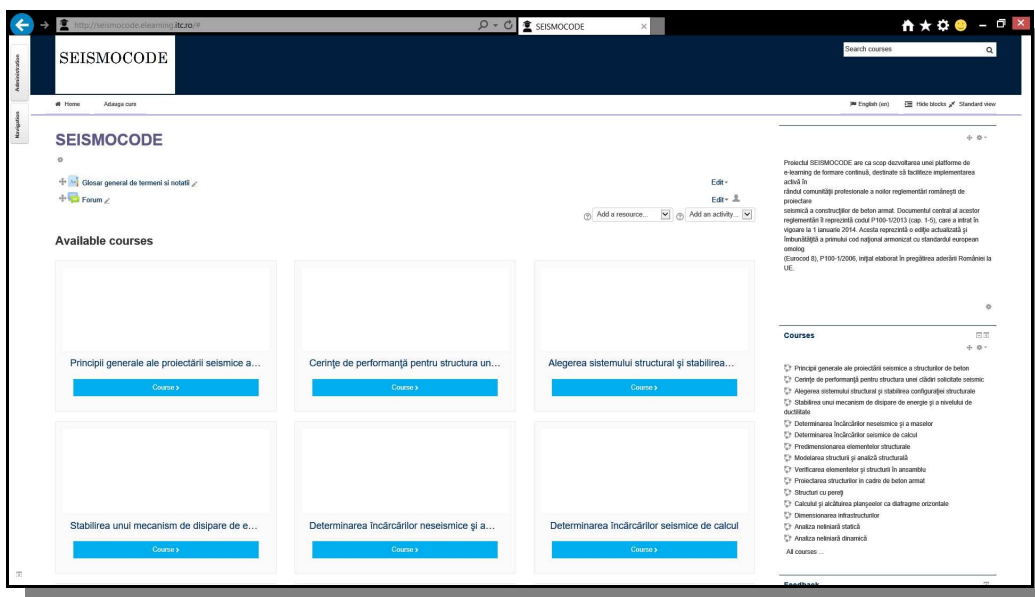 http://seismocode.elearning.itc.ro/#
SEISMOCODE
Administration
Navigation
SEISMOCODE
Search courses
Home
Adauga curs
English (en)
Hide blocks
Standard view
SEISMOCODE
Glosar general de termeni si notatii
Edit
Forum
Edit
Add a resource...
Add an activity...
Available courses
Principii generale ale proiectării seismice a...
Course
Cerințe de performanță pentru structura un...
Course
Alegerea sistemului structural și stabilirea...
Course
Stabilirea unui mecanism de disipare de e...
Course
Determinarea încărcărilor neseismice și a...
Course
Determinarea încărcărilor seismice de calcul
Course
Proiectul SEISMOCODE are ca scop dezvoltarea unei platforme de
e-learning de formare continuă, destinate să faciliteze implementarea
activă în
rândul comunității profesionale a noilor reglementări românești de
proiectare
seismică a construcțiilor de beton armat. Documentul central al acestor
reglementări îl reprezintă codul P100-1/2013 (cap. 1-5), care a intrat în
vigoare la 1 ianuarie 2014. Acesta reprezintă o ediție actualizată și
îmbunătățită a primului cod național armonizat cu standardul european
omolog
(Eurocod 8), P100-1/2006, inițial elaborat în pregătirea aderării României la
UE.
Courses
Principii generale ale proiectării seismice a structurilor de beton
Cerințe de performanță pentru structura unei clădiri solicitate seismic
Alegerea sistemului structural și stabilirea configurației structurale
Stabilirea unui mecanism de disipare de energie și a nivelului de
ductilitate
Determinarea încărcărilor neseismice și a maselor
Determinarea încărcărilor seismice de calcul
Predimensionarea elementelor structurale
Modelarea structurii și analiză structurală
Verificarea elementelor și structurii în ansamblu
Proiectarea structurilor in cadre de beton armat
Structuri cu pereți
Calculul și alcătuirea planșeelor ca diafragme orizontale
Dimensionarea infrastructurilor
Analiza neliniară statică
Analiza neliniară dinamică
All courses ...
Feedback